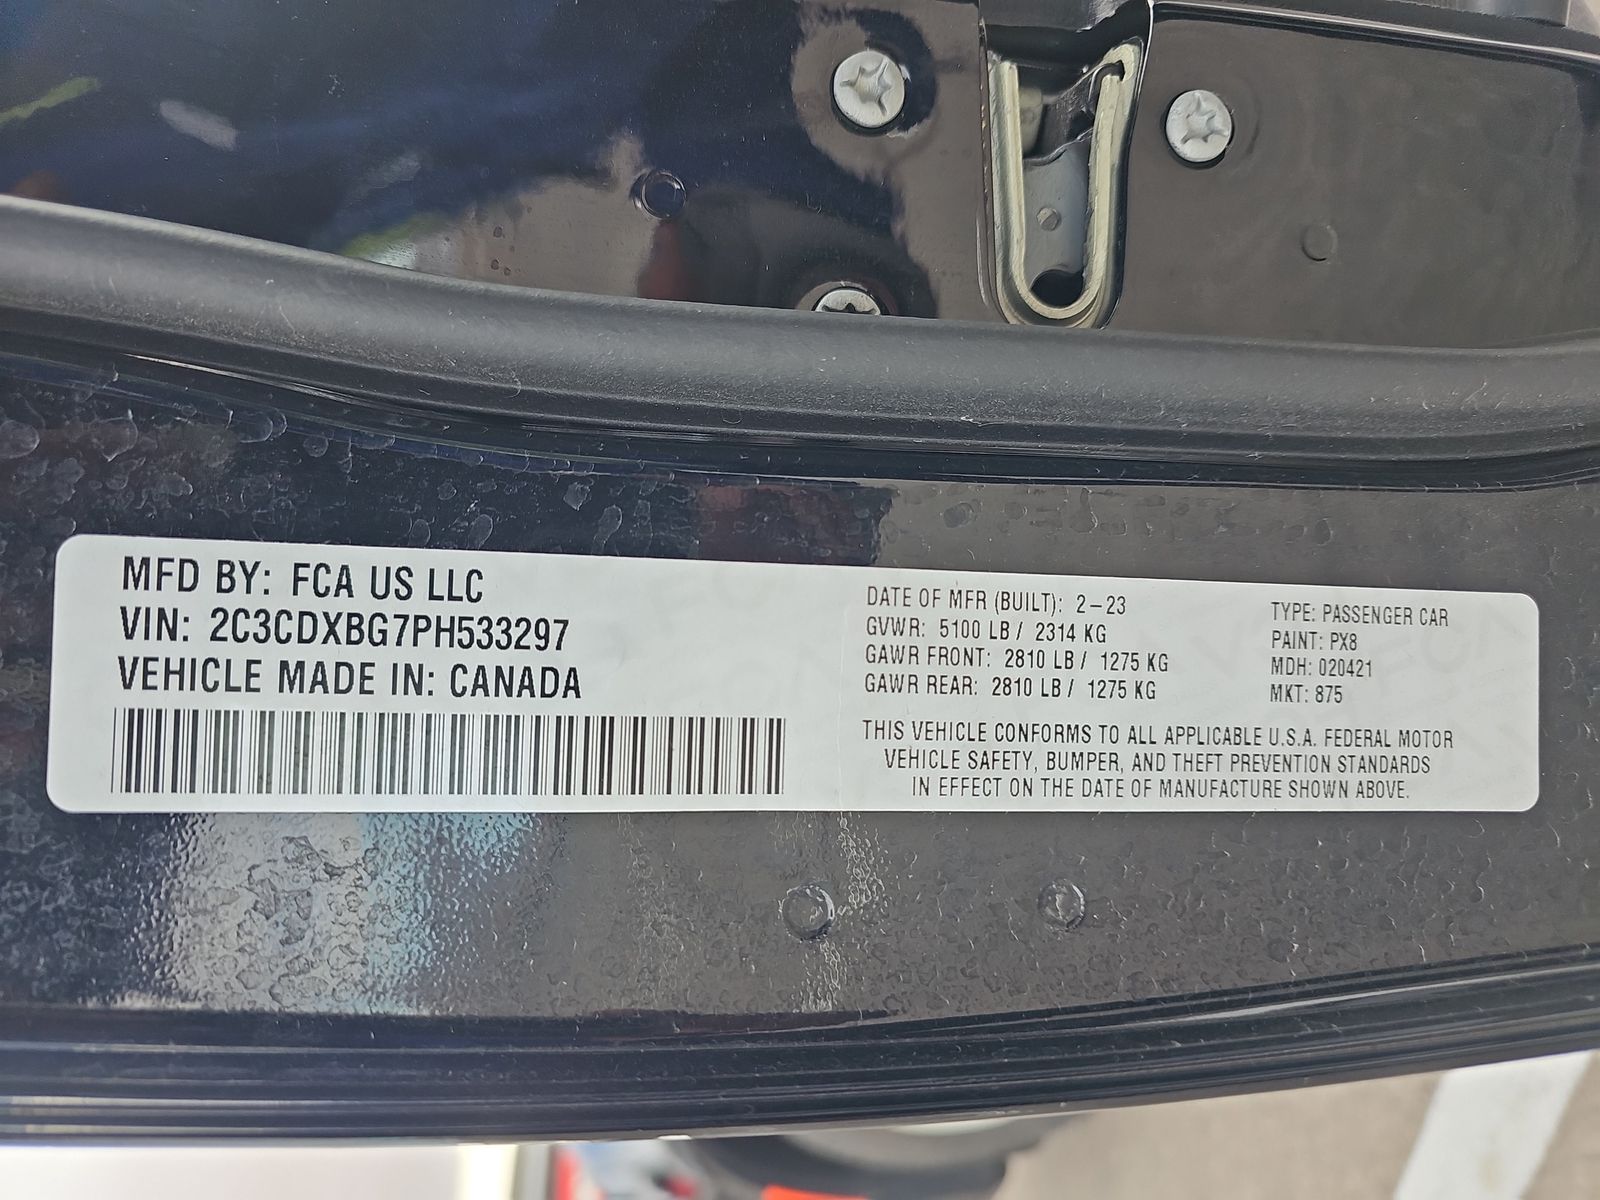 MFD BY: FCA US LLC
VIN: 2C3CDXBG7PH533297
VEHICLE MADE IN: CANADA
DATE OF MFR (BUILT): 2-23
GVWR: 5100 LB / 2314 KG
GAWR FRONT: 2810 LB / 1275 KG
GAWR REAR: 2810 LB / 1275 KG
TYPE: PASSENGER CAR
PAINT: PX8
MDH: 020421
MKT: 875
THIS VEHICLE CONFORMS TO ALL APPLICABLE U.S.A. FEDERAL MOTOR
VEHICLE SAFETY, BUMPER, AND THEFT PREVENTION STANDARDS
IN EFFECT ON THE DATE OF MANUFACTURE SHOWN ABOVE.